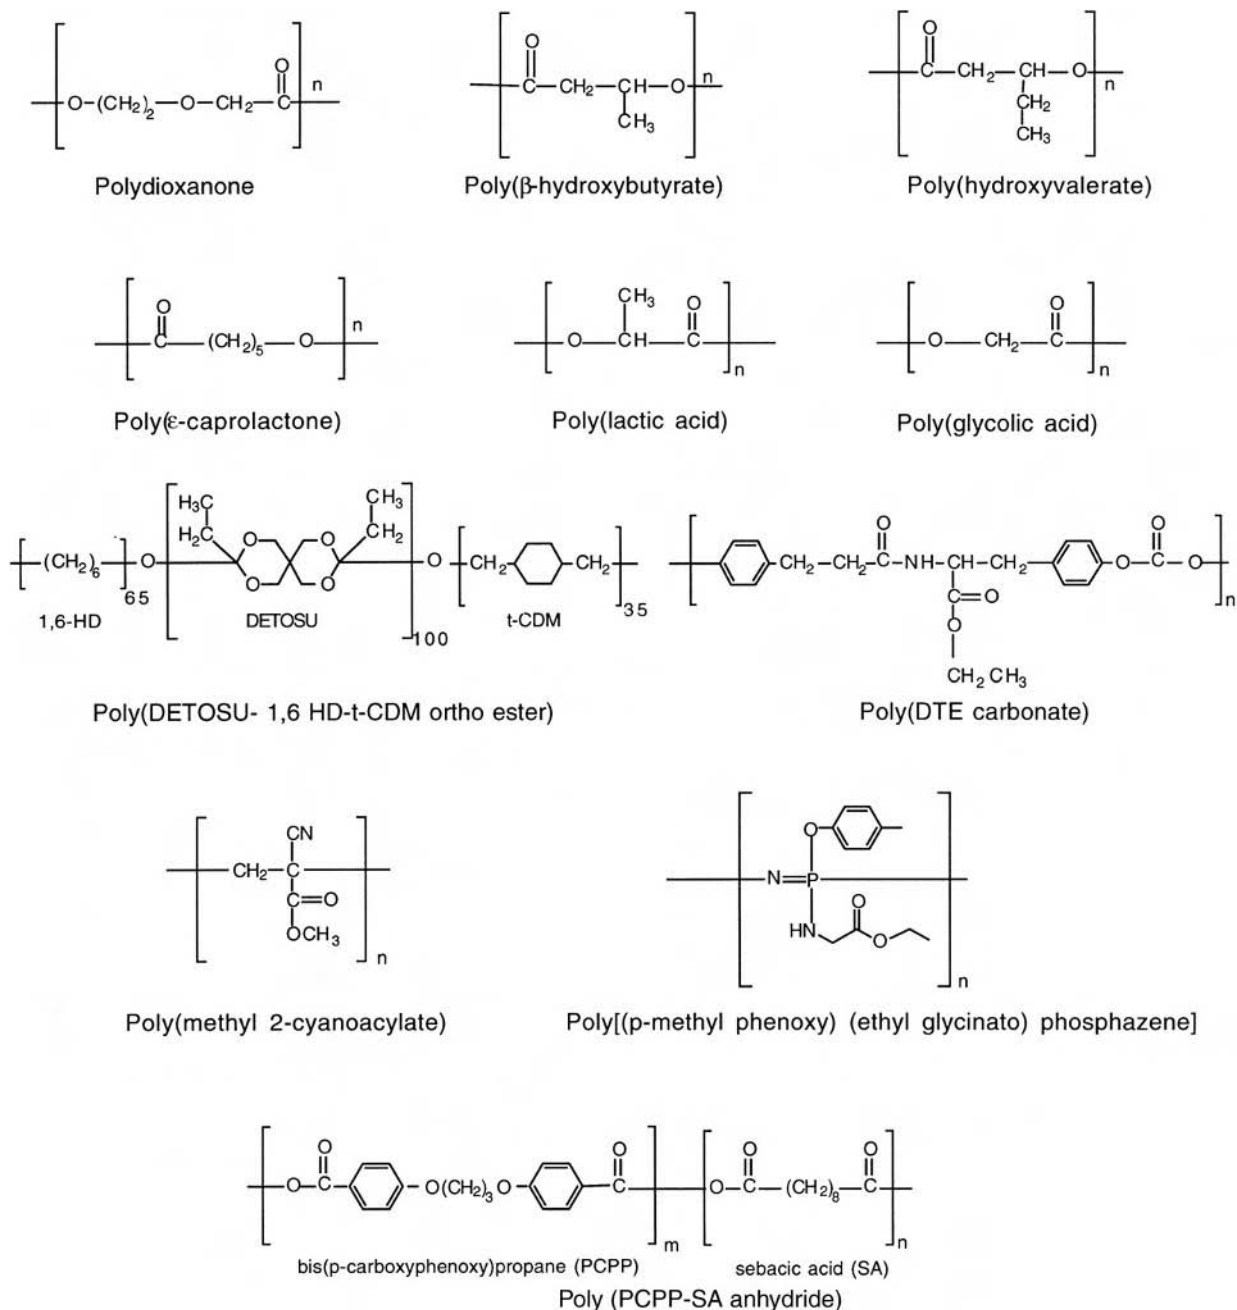 O
O
O
n
n
n
O–(CH₂)₂–O–CH₂–C
C–CH₂–CH–O
C–CH₂–CH–O
CH₃
CH₂
CH₃
Polydioxanone
Poly(β-hydroxybutyrate)
Poly(hydroxyvalerate)
O
CH₃
O
O
n
C–(CH₂)₅–O
O–CH–C
O–CH₂–C
n
n
Poly(ε-caprolactone)
Poly(lactic acid)
Poly(glycolic acid)
H₃C
CH₃
H₂C
CH₂
O
O
O
O
(CH₂)₆
O
O
CH₂
CH₂
65
100
35
1,6-HD
DETOSU
t-CDM
O
O
CH₂–CH₂–C–NH
CH₂
O–C–O
n
C=O
O
CH₂CH₃
Poly(DETOSU- 1,6 HD-t-CDM ortho ester)
Poly(DTE carbonate)
CN
CH₂–C
C=O
OCH₃
n
O
N=P
HN
O
O
n
Poly(methyl 2-cyanoacylate)
Poly[(p-methyl phenoxy) (ethyl glycinato) phosphazene]
O
O
O
O
O–C
O(CH₂)₃O
C
O–C–(CH₂)₈–C
m
n
bis(p-carboxyphenoxy)propane (PCPP)
sebacic acid (SA)
Poly (PCPP-SA anhydride)